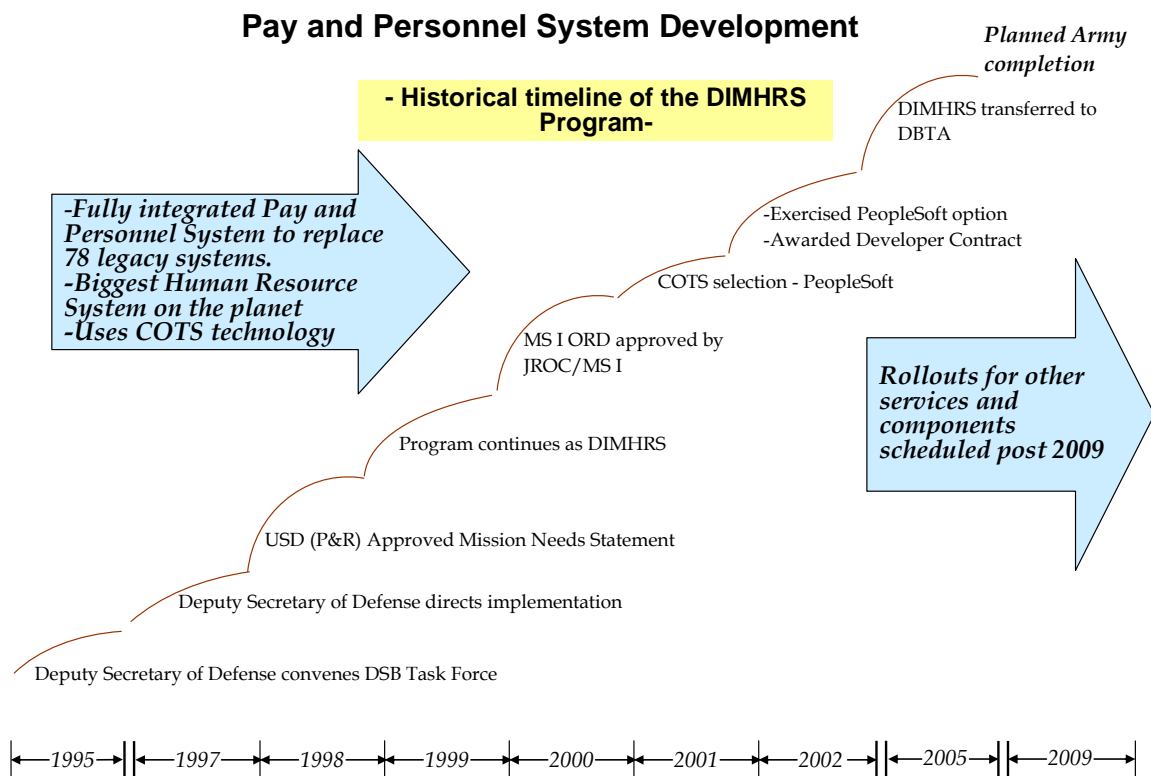 Pay and Personnel System Development
- Historical timeline of the DIMHRS
Program-
Planned Army
completion
DIMHRS transferred to
DBTA
-Fully integrated Pay and
Personnel System to replace
78 legacy systems.
-Biggest Human Resource
System on the planet
-Uses COTS technology
-Exercised PeopleSoft option
-Awarded Developer Contract
COTS selection - PeopleSoft
MS I ORD approved by
JROC/MS I
Rollouts for other
services and
components
scheduled post 2009
Program continues as DIMHRS
USD (P&R) Approved Mission Needs Statement
Deputy Secretary of Defense directs implementation
Deputy Secretary of Defense convenes DSB Task Force
1995 1997 1998 1999 2000 2001 2002 2005 2009